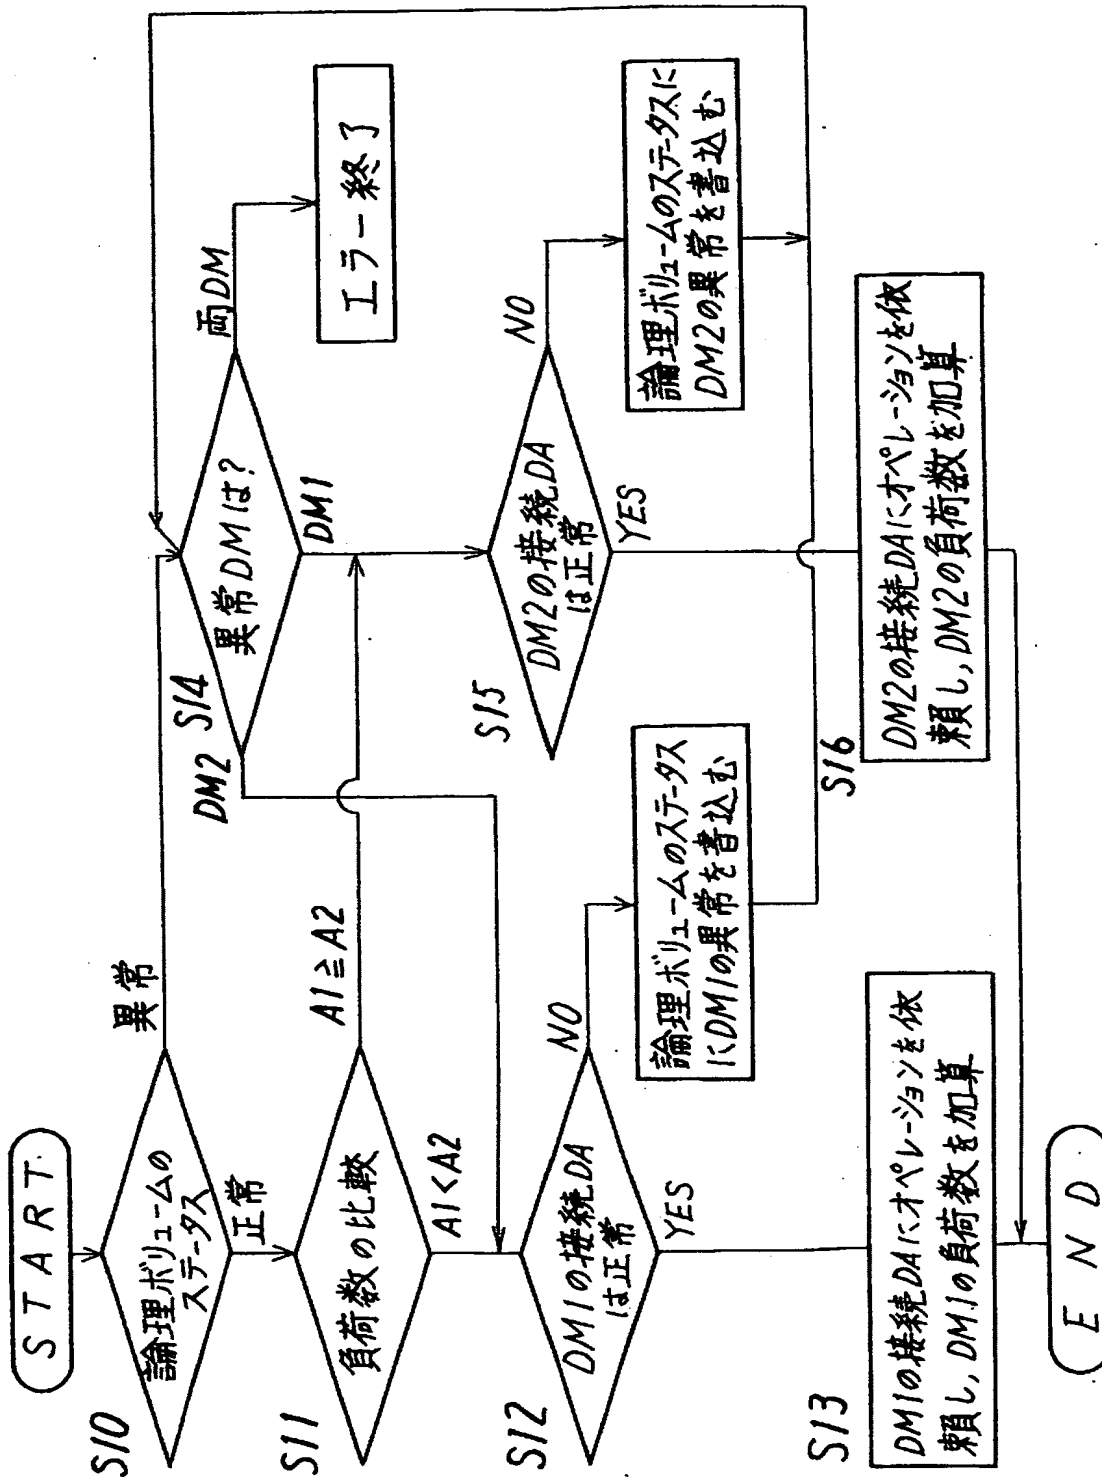 START
S10
論理ボリュームの
ステータス
異常
正常
S11
負荷数の比較
A1≧A2
A1<A2
S12
DM1の接続DA
は正常
NO
YES
論理ボリュームのステータス
にDM1の異常を書込む
S13
DM1の接続DAにオペレーションを依
頼し,DM1の負荷数を加算
END
S14
異常DMは?
両DM
DM2
DM1
エラー終了
S15
DM2の接続DA
は正常
NO
YES
論理ボリュームのステータスに
DM2の異常を書込む
S16
DM2の接続DAにオペレーションを依
頼し,DM2の負荷数を加算